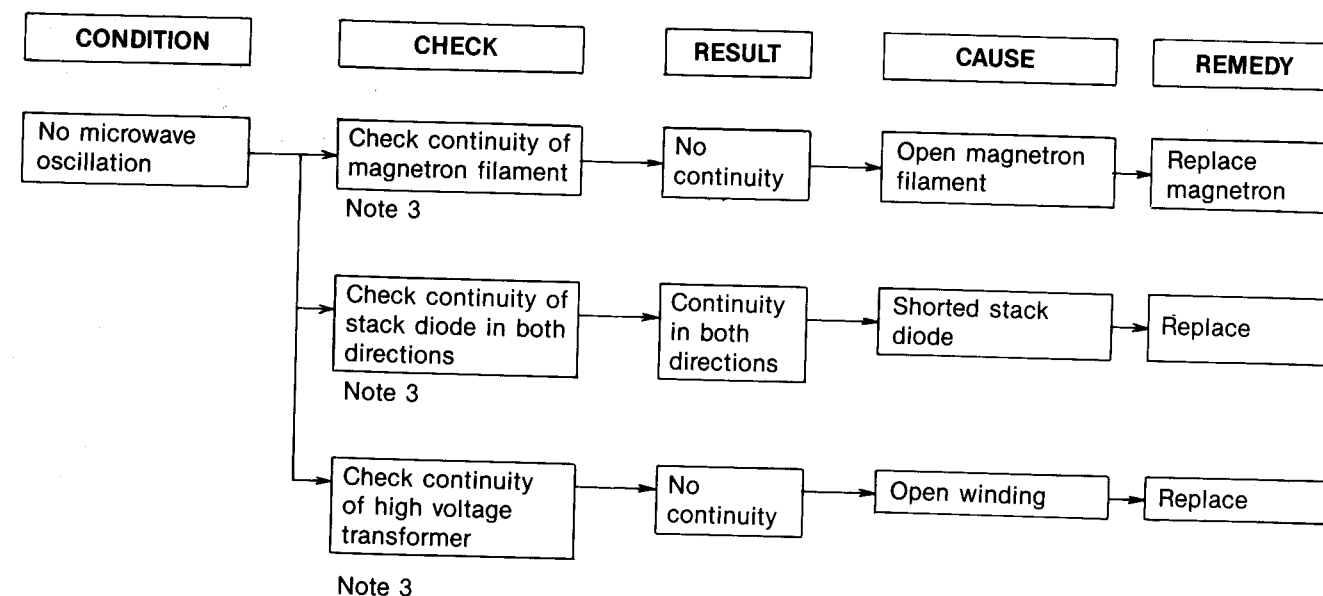 CONDITION
CHECK
RESULT
CAUSE
REMEDY
No microwave
oscillation
Check continuity of
magnetron filament
Note 3
No
continuity
Open magnetron
filament
Replace
magnetron
Check continuity of
stack diode in both
directions
Note 3
Continuity
in both
directions
Shorted stack
diode
Replace
Check continuity
of high voltage
transformer
Note 3
No
continuity
Open winding
Replace